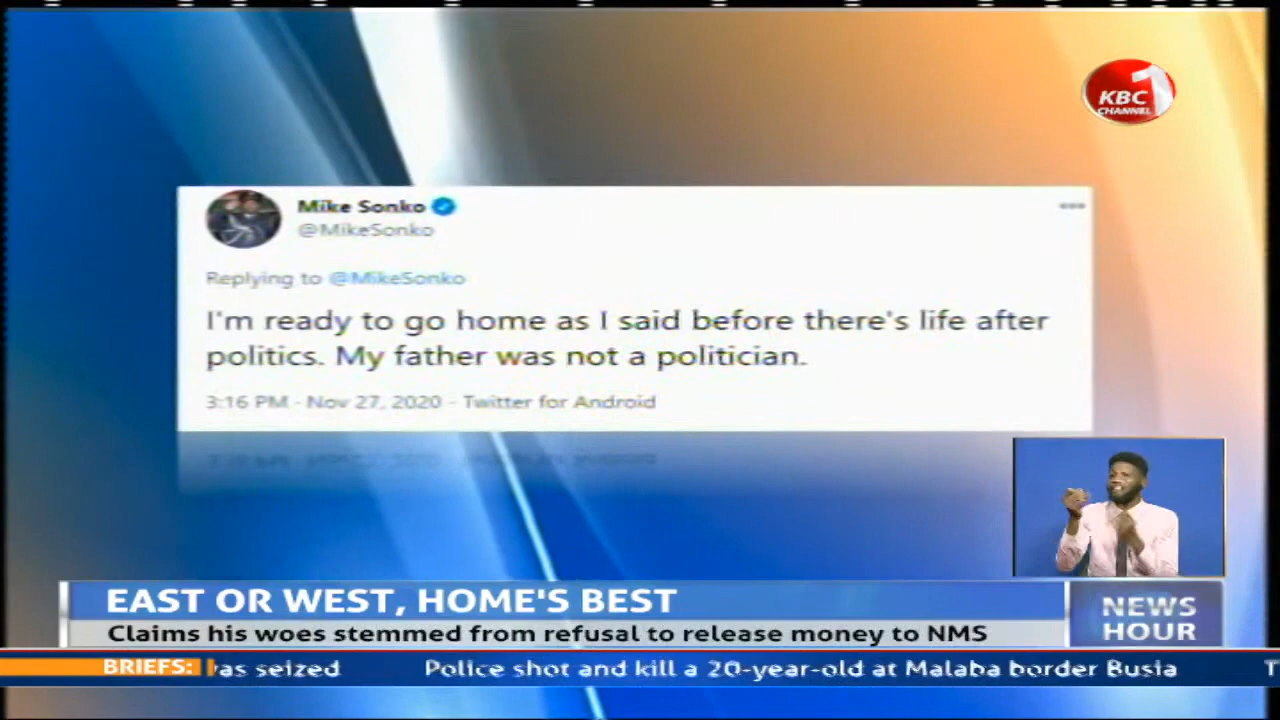 KBC 1
CHANNEL
Mike Sonko
@MikeSonko
Replying to @MikeSonko
I'm ready to go home as I said before there's life after
politics. My father was not a politician.
3:16 PM - Nov 27, 2020 - Twitter for Android
EAST OR WEST, HOME'S BEST
Claims his woes stemmed from refusal to release money to NMS
NEWS
HOUR
BRIEFS: as seized Police shot and kill a 20-year-old at Malaba border Busia T